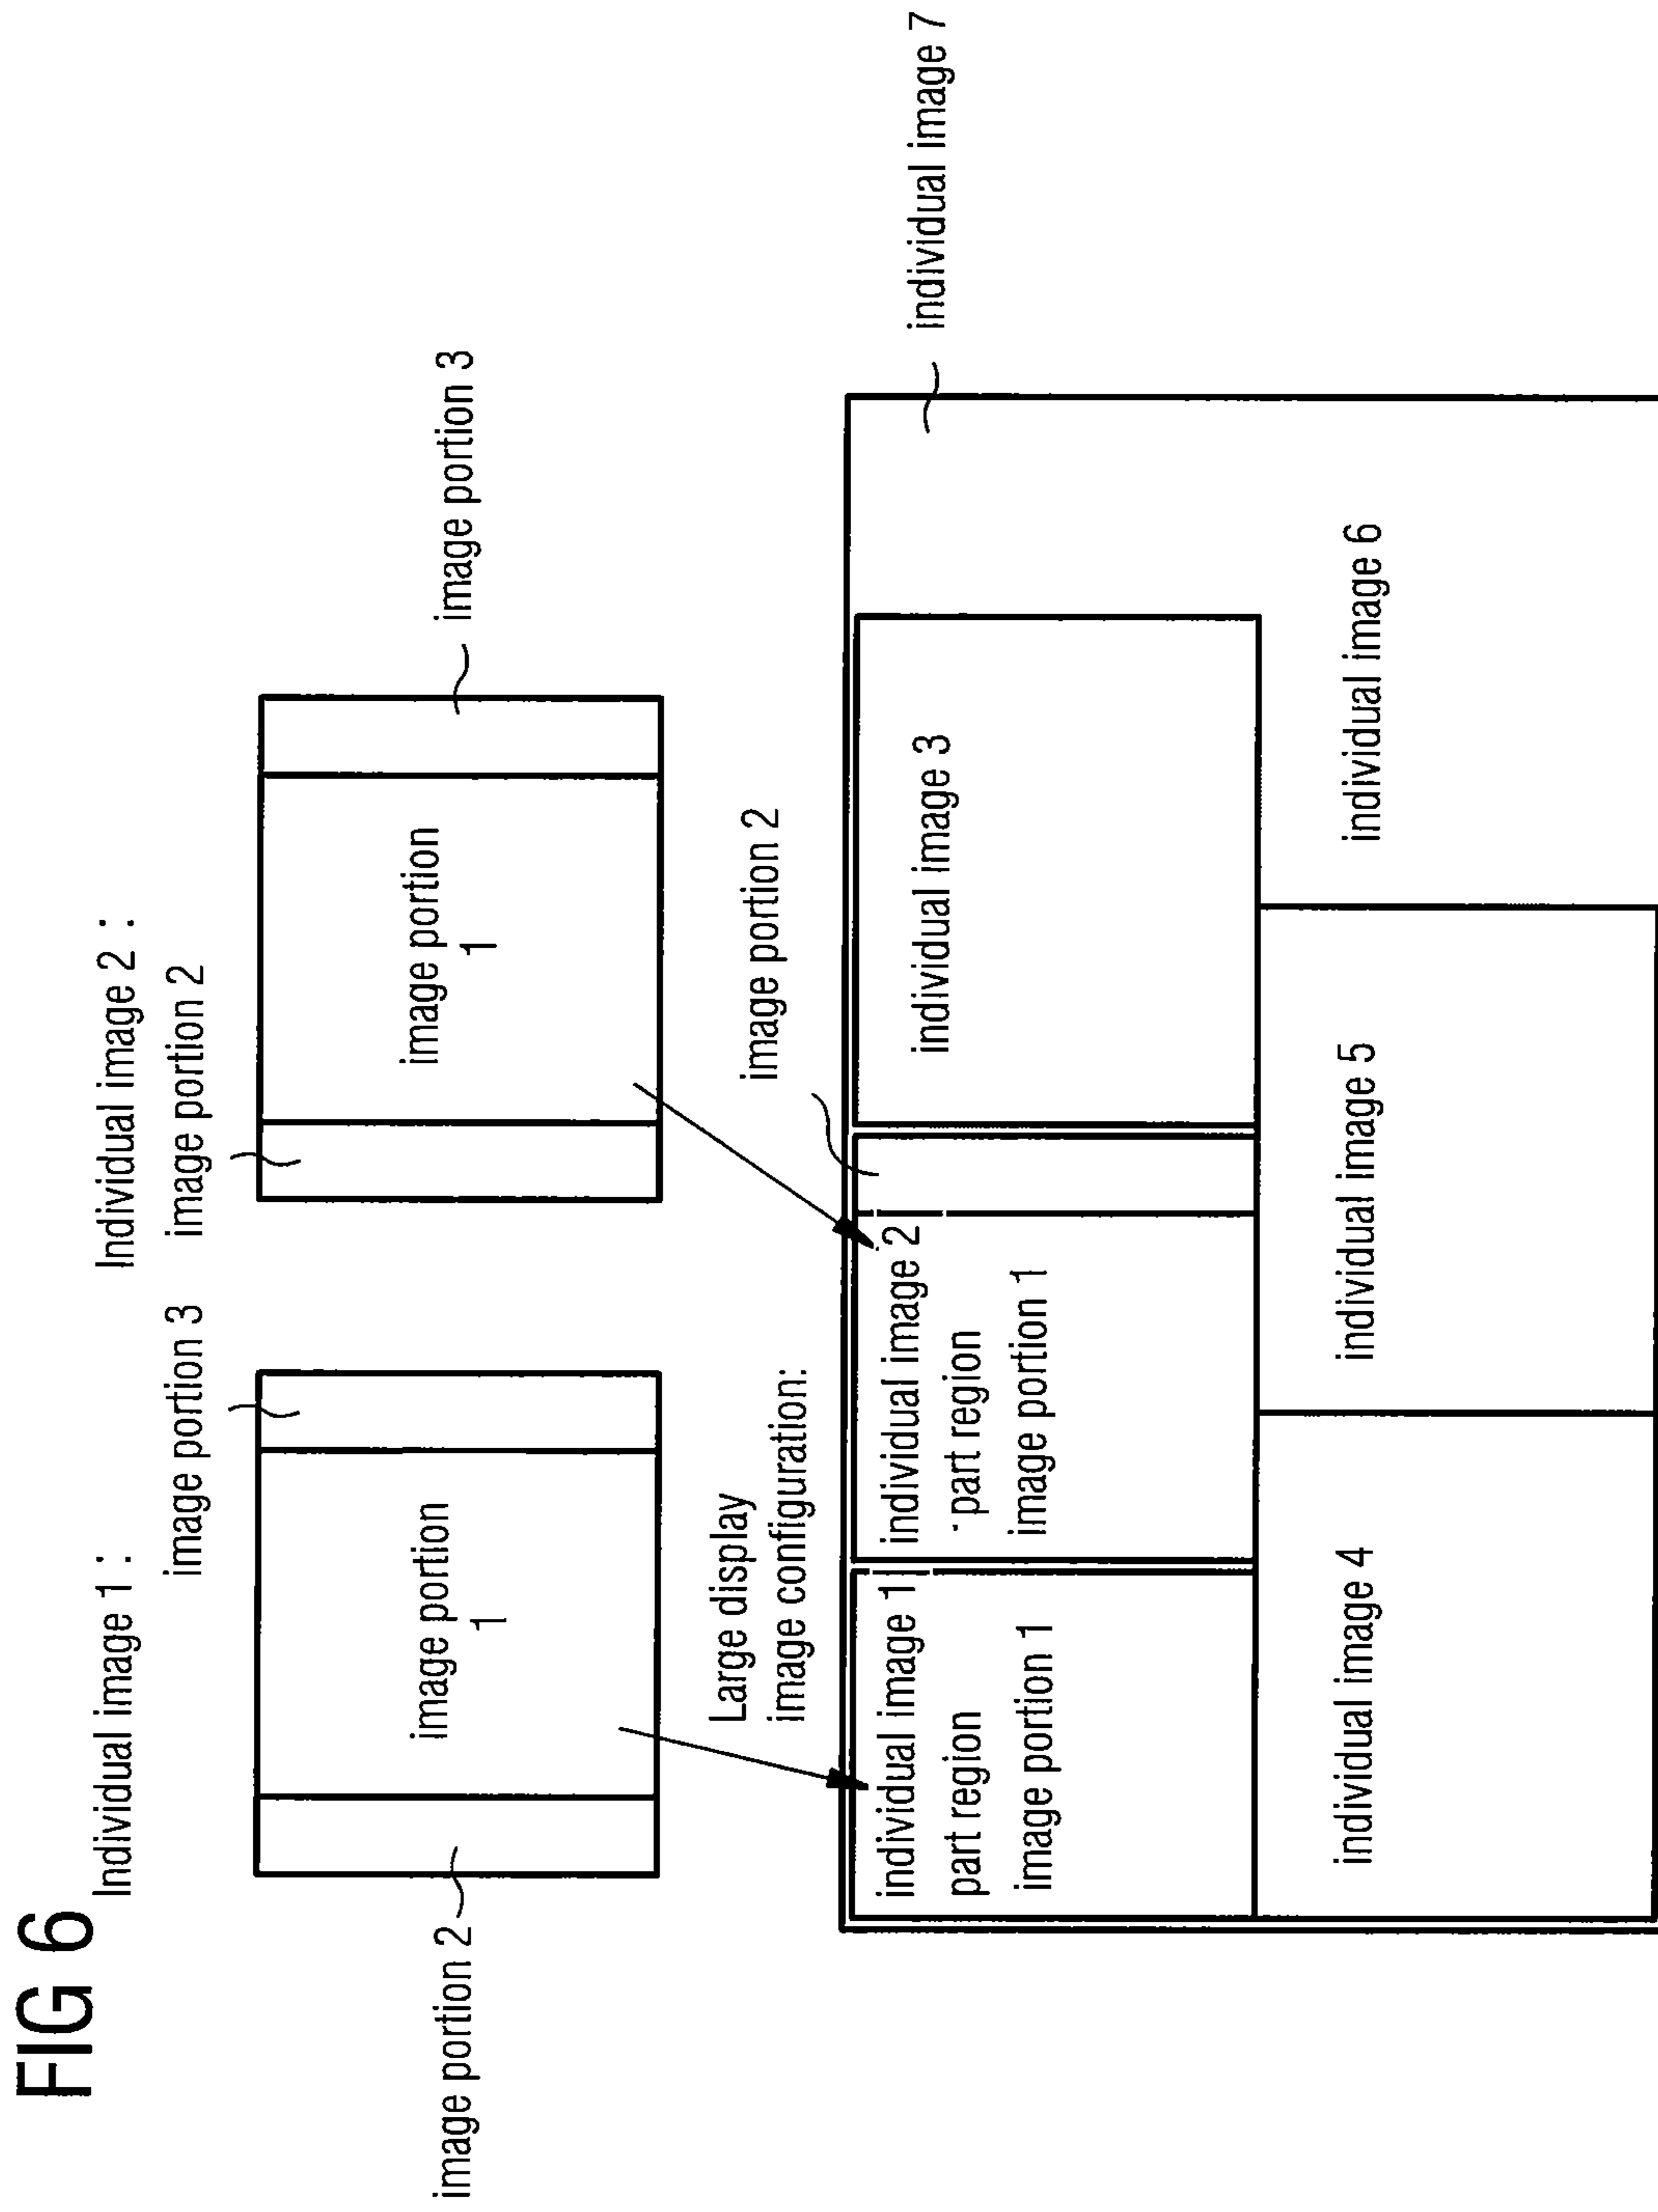 FIG 6
Individual image 1 :
image portion 3
image portion 2
image portion
1
Individual image 2 :
image portion 2
image portion
1
image portion 3
Large display
image configuration:
image portion 2
individual image 1
part region
image portion 1
individual image 2
part region
image portion 1
individual image 3
individual image 7
individual image 4
individual image 5
individual image 6